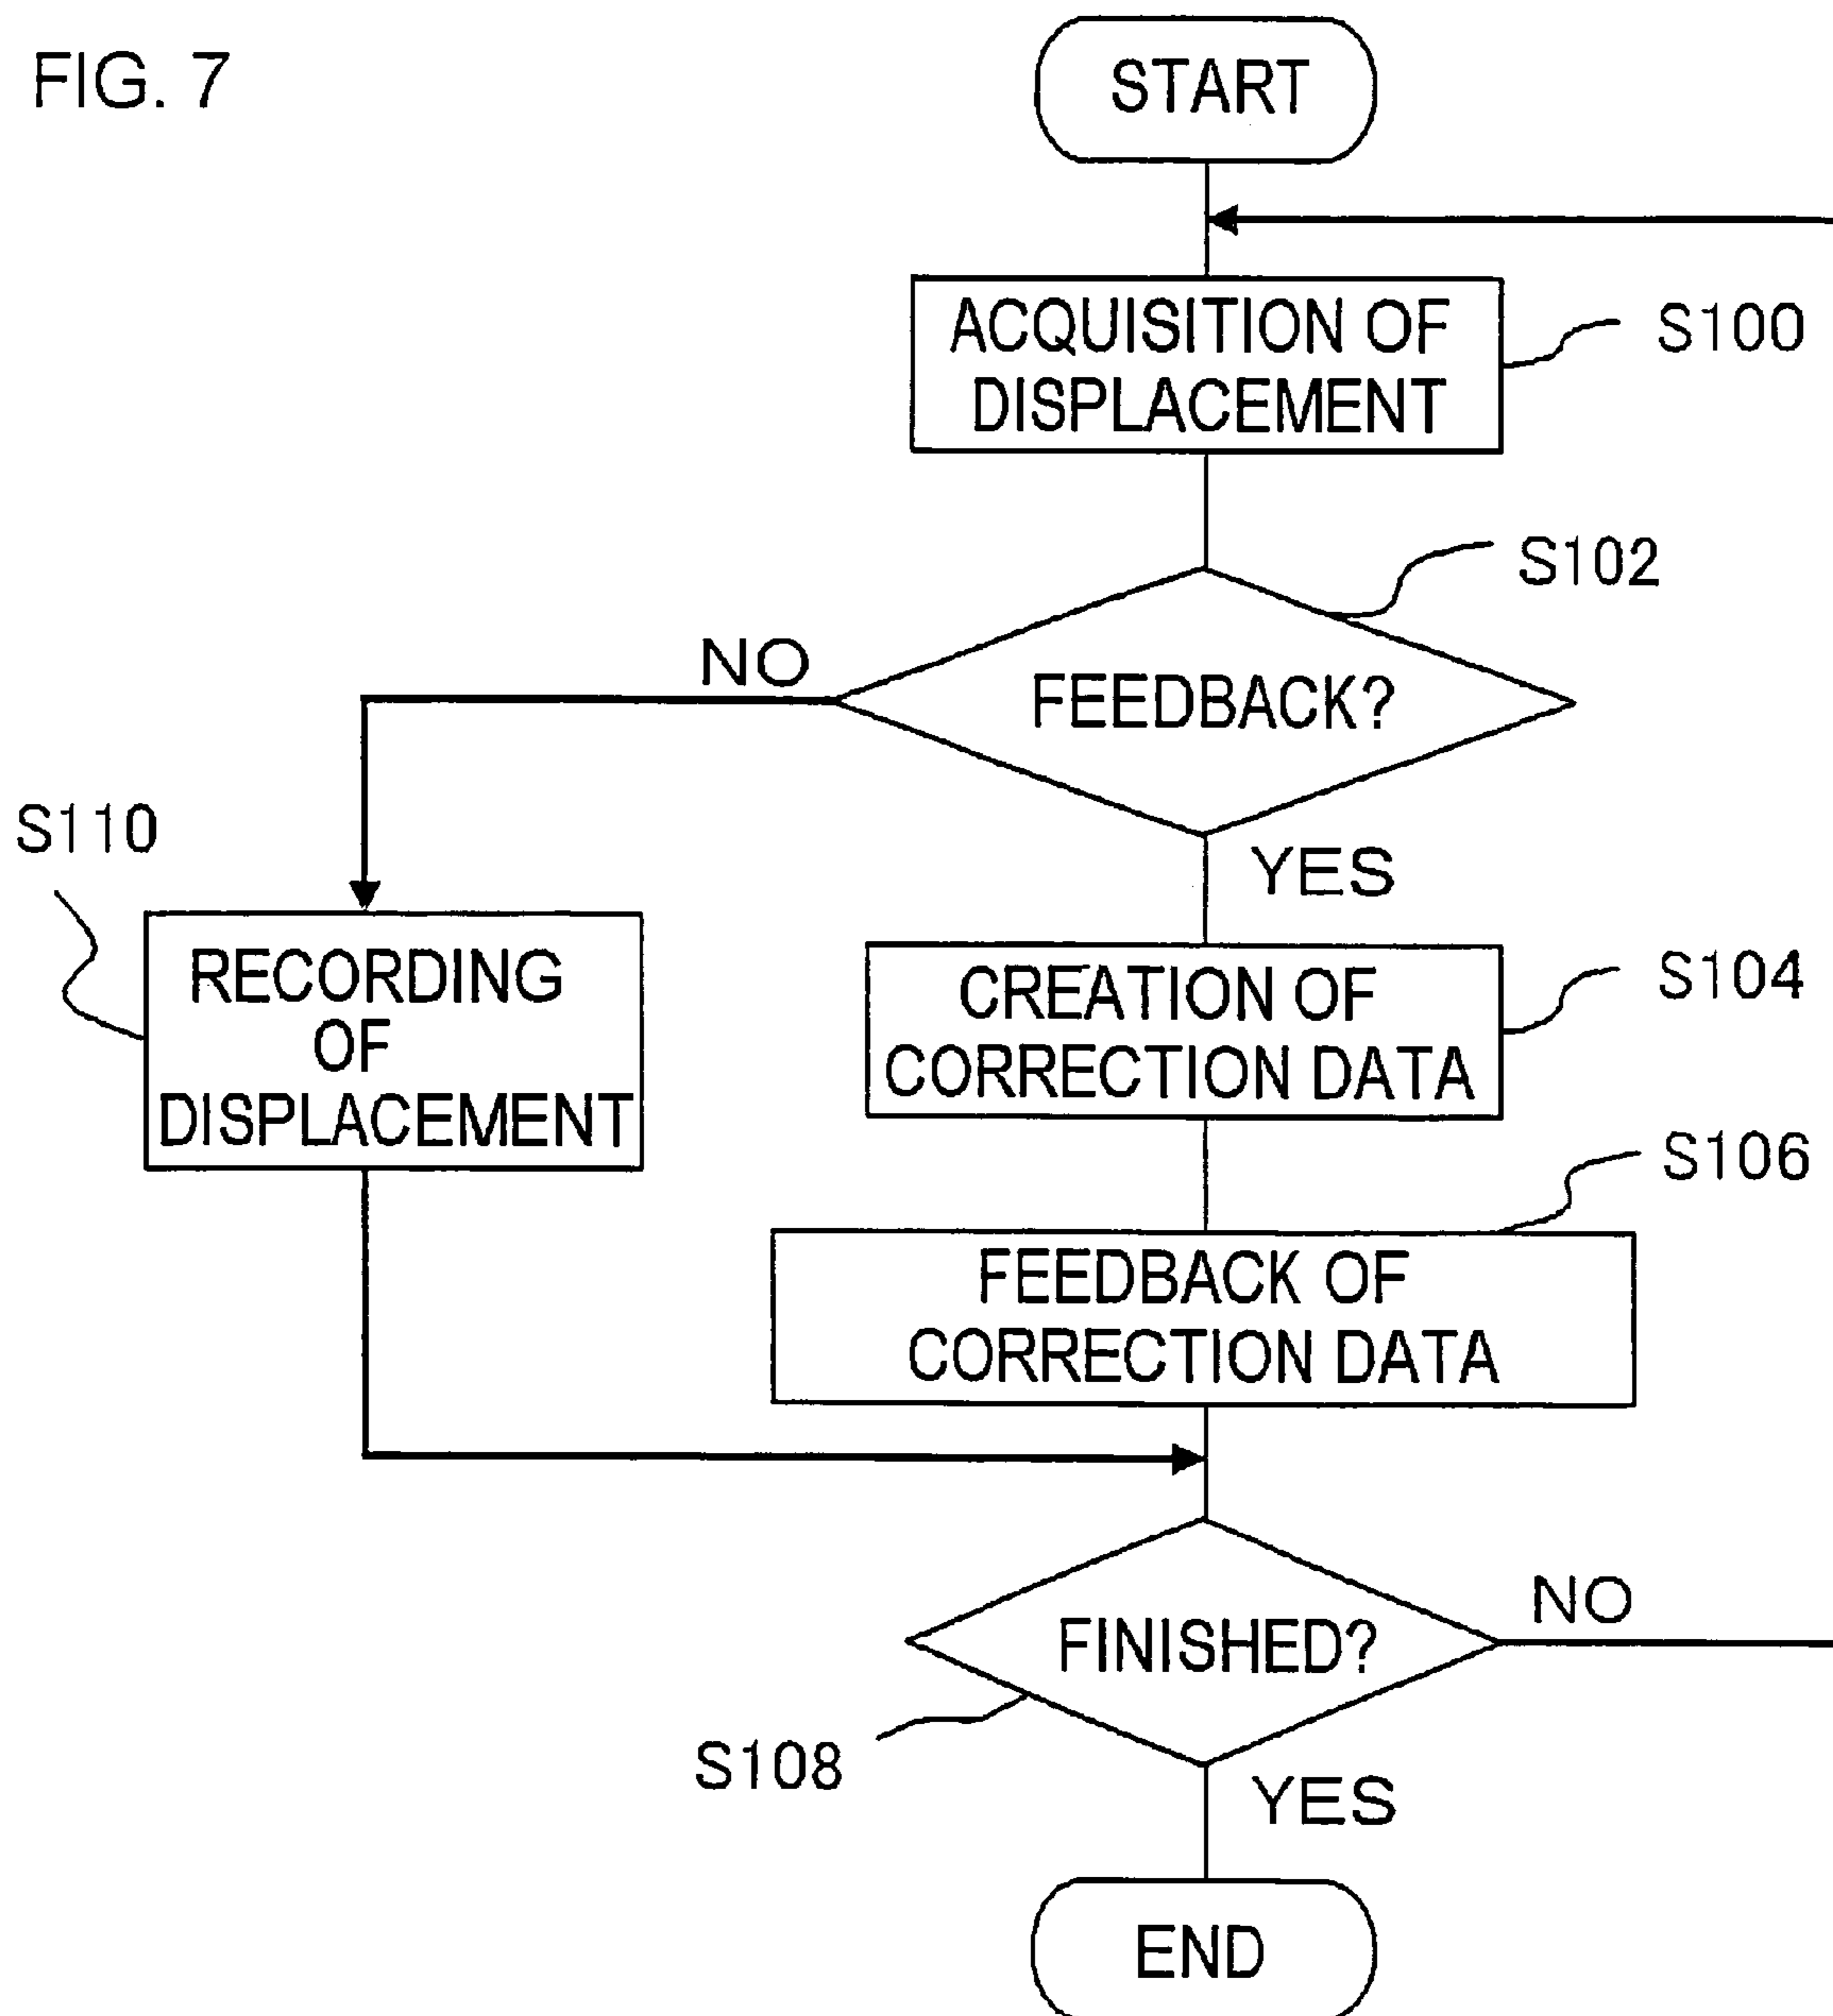 FIG. 7
START
ACQUISITION OF
DISPLACEMENT
S100
S102
FEEDBACK?
NO
YES
S110
RECORDING
OF
DISPLACEMENT
CREATION OF
CORRECTION DATA
S104
S106
FEEDBACK OF
CORRECTION DATA
FINISHED?
NO
S108
YES
END